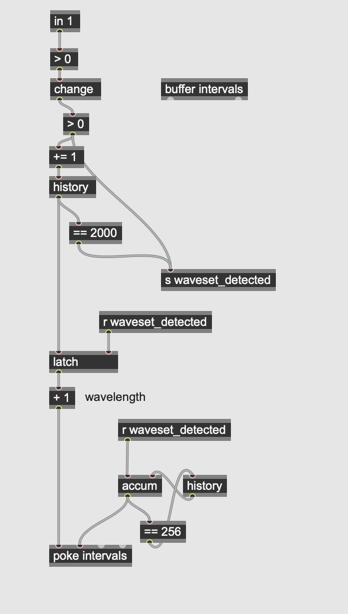 in 1
> 0
change
buffer intervals
> 0
+= 1
history
== 2000
s waveset_detected
r waveset_detected
latch
+ 1
wavelength
r waveset_detected
accum
history
== 256
poke intervals